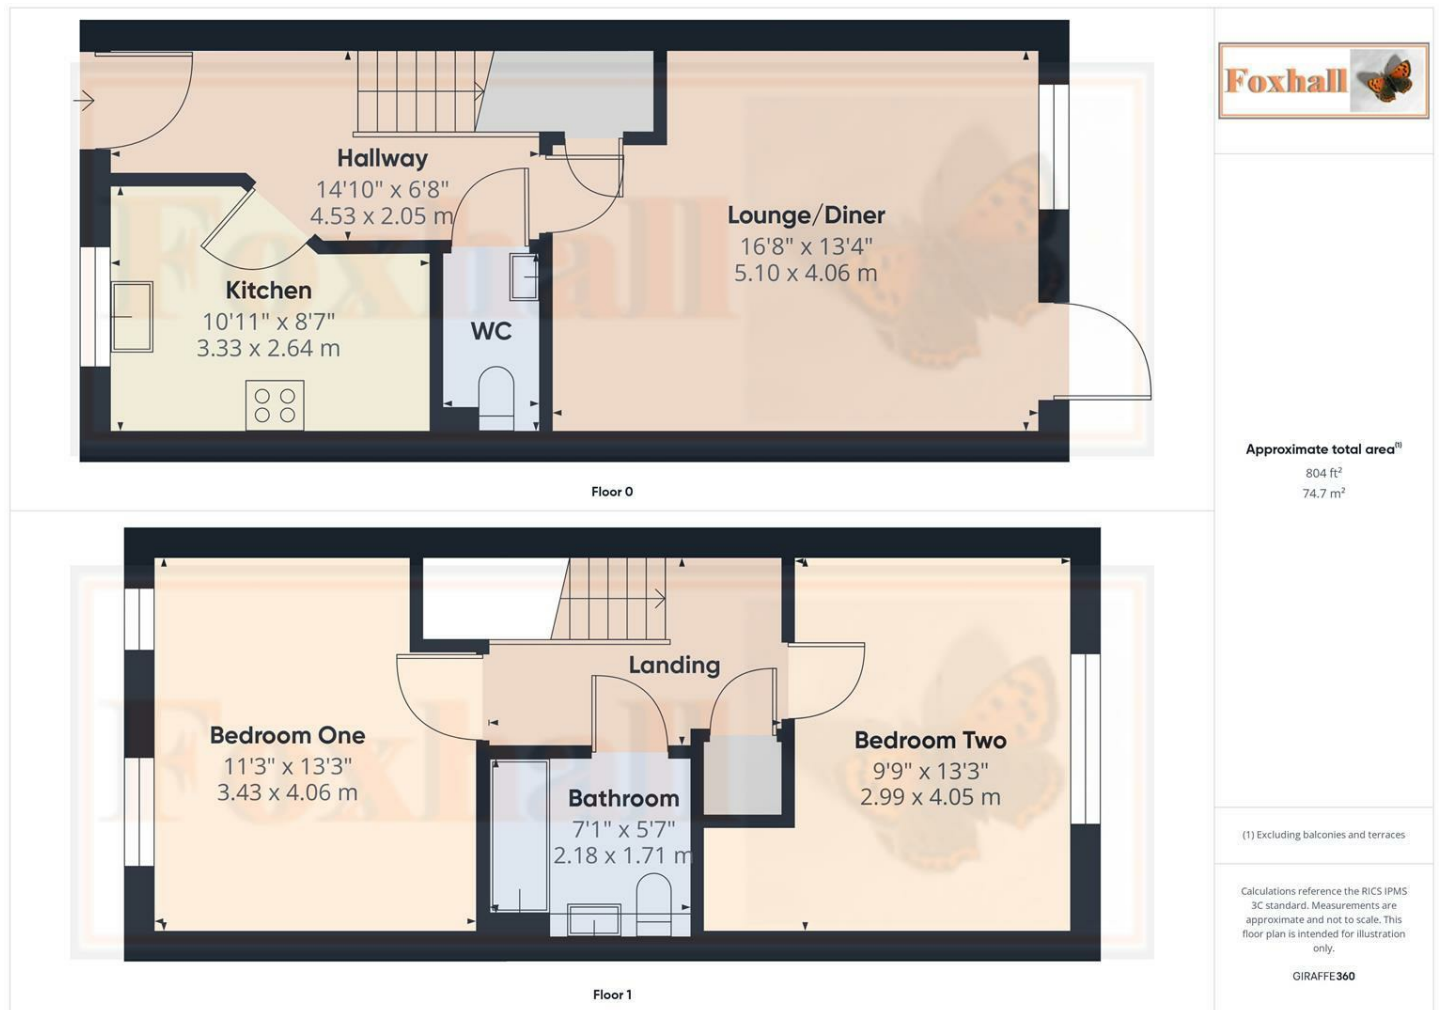 Foxhall
Hallway
14'10" x 6'8"
4.53 x 2.05 m
Kitchen
10'11" x 8'7"
3.33 x 2.64 m
WC
Lounge/Diner
16'8" x 13'4"
5.10 x 4.06 m
Foxhall
Floor 0
Bedroom One
11'3" x 13'3"
3.43 x 4.06 m
Landing
Bathroom
7'1" x 5'7"
2.18 x 1.71 m
Bedroom Two
9'9" x 13'3"
2.99 x 4.05 m
Foxhall
Floor 1
Approximate total area(1)
804 ft²
74.7 m²
(1) Excluding balconies and terraces
Calculations reference the RICS IPMS
3C standard. Measurements are
approximate and not to scale. This
floor plan is intended for illustration
only.
GIRAFFE360